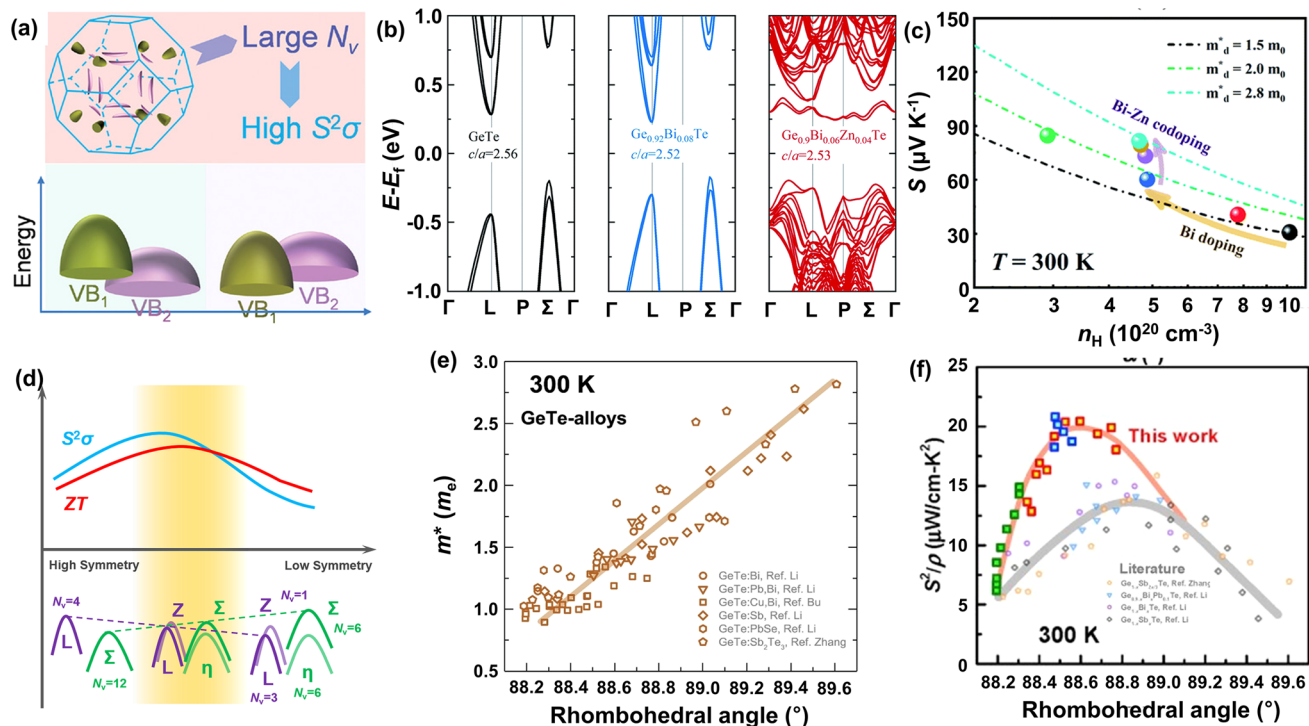 (a)
Large Nv
High S²σ
Energy
VB₁
VB₂
VB₁
VB₂
(b)
E-Ef (eV)
1.0
0.5
0.0
-0.5
-1.0
GeTe
c/a=2.56
Ge₀.₉₂Bi₀.₀₈Te
c/a=2.52
Ge₀.₉Bi₀.₀₆Zn₀.₀₄Te
c/a=2.53
Γ L P Σ Γ
Γ L P Σ Γ
Γ L P Σ Γ
(c)
S (µV K⁻¹)
150
120
90
60
30
0
m*d = 1.5 m₀
m*d = 2.0 m₀
m*d = 2.8 m₀
Bi-Zn codoping
Bi doping
T = 300 K
2 3 4 5 6 7 8 9 10
nH (10²⁰ cm⁻³)
(d)
S²σ
ZT
High Symmetry
Low Symmetry
Nv=4
L
Σ
Nv=12
Z
L
Σ
η
Nv=1
Z
L
Nv=3
Σ
Nv=6
η
Nv=6
(e)
m* (me)
3.0
2.5
2.0
1.5
1.0
0.5
300 K
GeTe-alloys
GeTe:Bi, Ref. Li
GeTe:Pb,Bi, Ref. Li
GeTe:Cu,Bi, Ref. Bu
GeTe:Sb, Ref. Li
GeTe:PbSe, Ref. Li
GeTe:Sb₂Te₃, Ref. Zhang
88.2 88.4 88.6 88.8 89.0 89.2 89.4 89.6
Rhombohedral angle (°)
(f)
S²/ρ (µW/cm-K²)
25
20
15
10
5
0
This work
Literature
300 K
88.2 88.4 88.6 88.8 89.0 89.2 89.4 89.6
Rhombohedral angle (°)